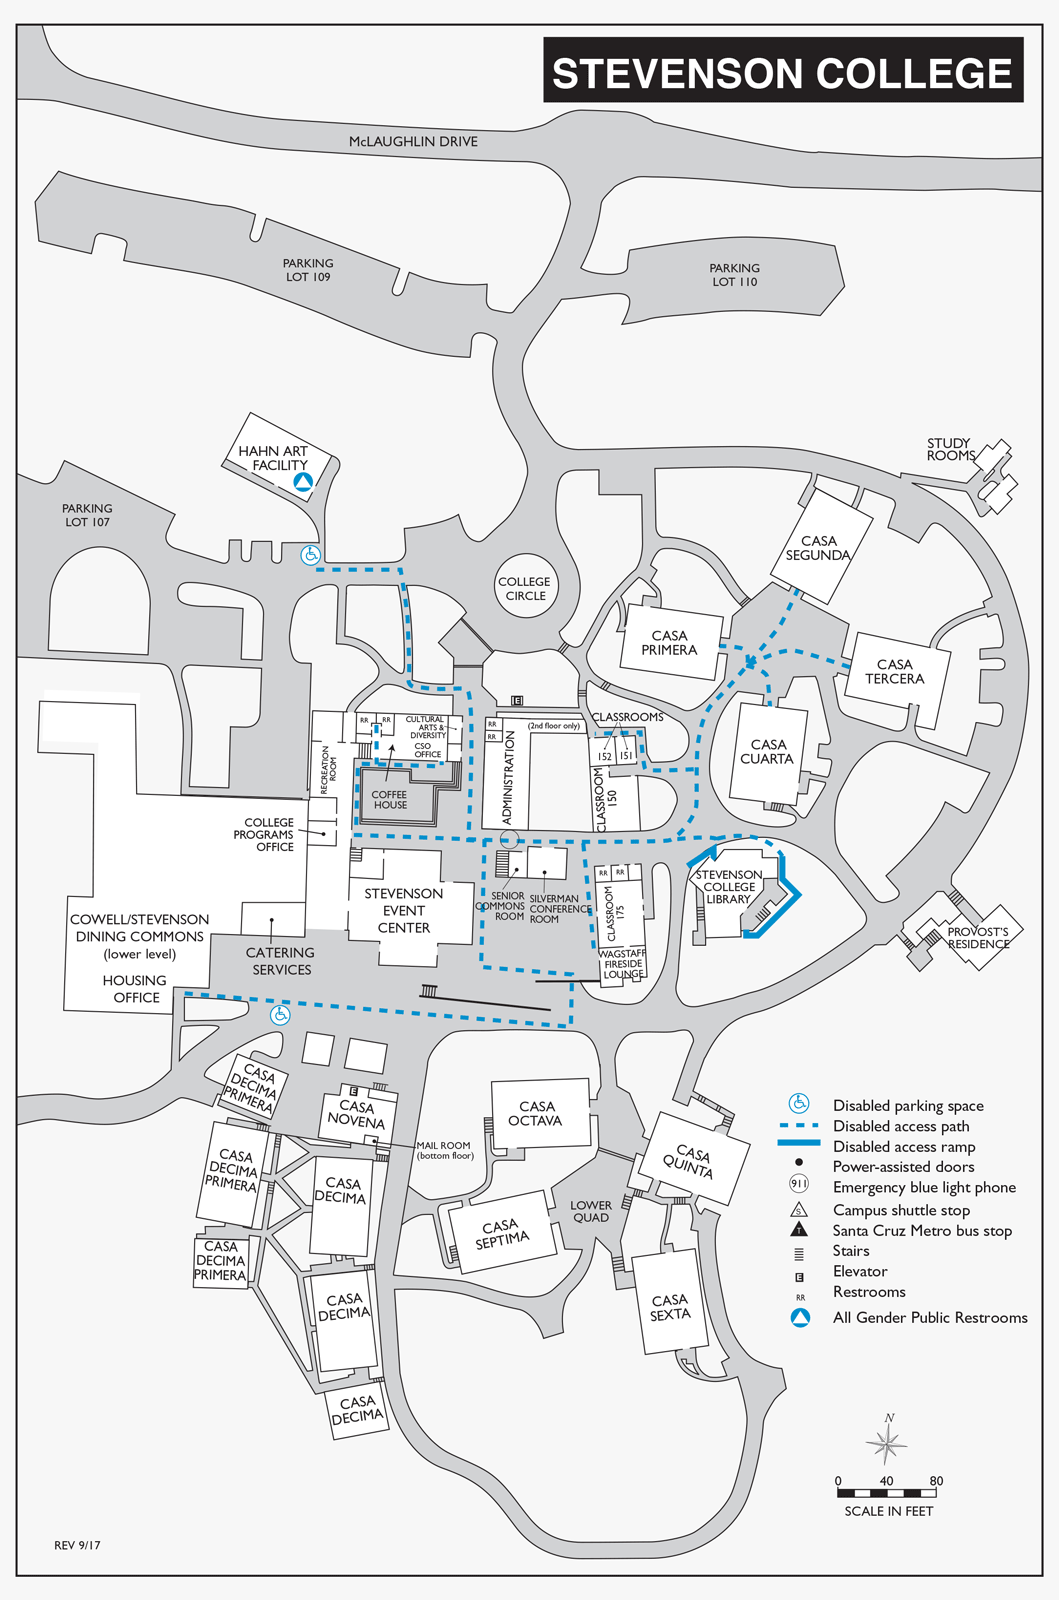 STEVENSON COLLEGE
McLAUGHLIN DRIVE
PARKING
LOT 109
PARKING
LOT 110
HAHN ART
FACILITY
STUDY
ROOMS
PARKING
LOT 107
CASA
SEGUNDA
COLLEGE
CIRCLE
CASA
PRIMERA
CASA
TERCERA
E
RR
RR
CULTURAL
ARTS &
DIVERSITY
CSO
OFFICE
RR
RR
(2nd floor only)
CLASSROOMS
152
151
CASA
CUARTA
RECREATION
ROOM
ADMINISTRATION
CLASSROOM
150
COFFEE
HOUSE
COLLEGE
PROGRAMS
OFFICE
STEVENSON
EVENT
CENTER
SENIOR
COMMONS
ROOM
SILVERMAN
CONFERENCE
ROOM
RR
RR
CLASSROOM
175
WAGSTAFF
FIRESIDE
LOUNGE
STEVENSON
COLLEGE
LIBRARY
PROVOST'S
RESIDENCE
COWELL/STEVENSON
DINING COMMONS
(lower level)
HOUSING
OFFICE
CATERING
SERVICES
CASA
DECIMA
PRIMERA
E
CASA
NOVENA
MAIL ROOM
(bottom floor)
CASA
OCTAVA
CASA
QUINTA
CASA
DECIMA
PRIMERA
CASA
DECIMA
CASA
SEPTIMA
LOWER
QUAD
CASA
DECIMA
PRIMERA
CASA
DECIMA
CASA
SEXTA
CASA
DECIMA
Disabled parking space
Disabled access path
Disabled access ramp
Power-assisted doors
911 Emergency blue light phone
S Campus shuttle stop
T Santa Cruz Metro bus stop
Stairs
E Elevator
RR Restrooms
All Gender Public Restrooms
N
0 40 80
SCALE IN FEET
REV 9/17